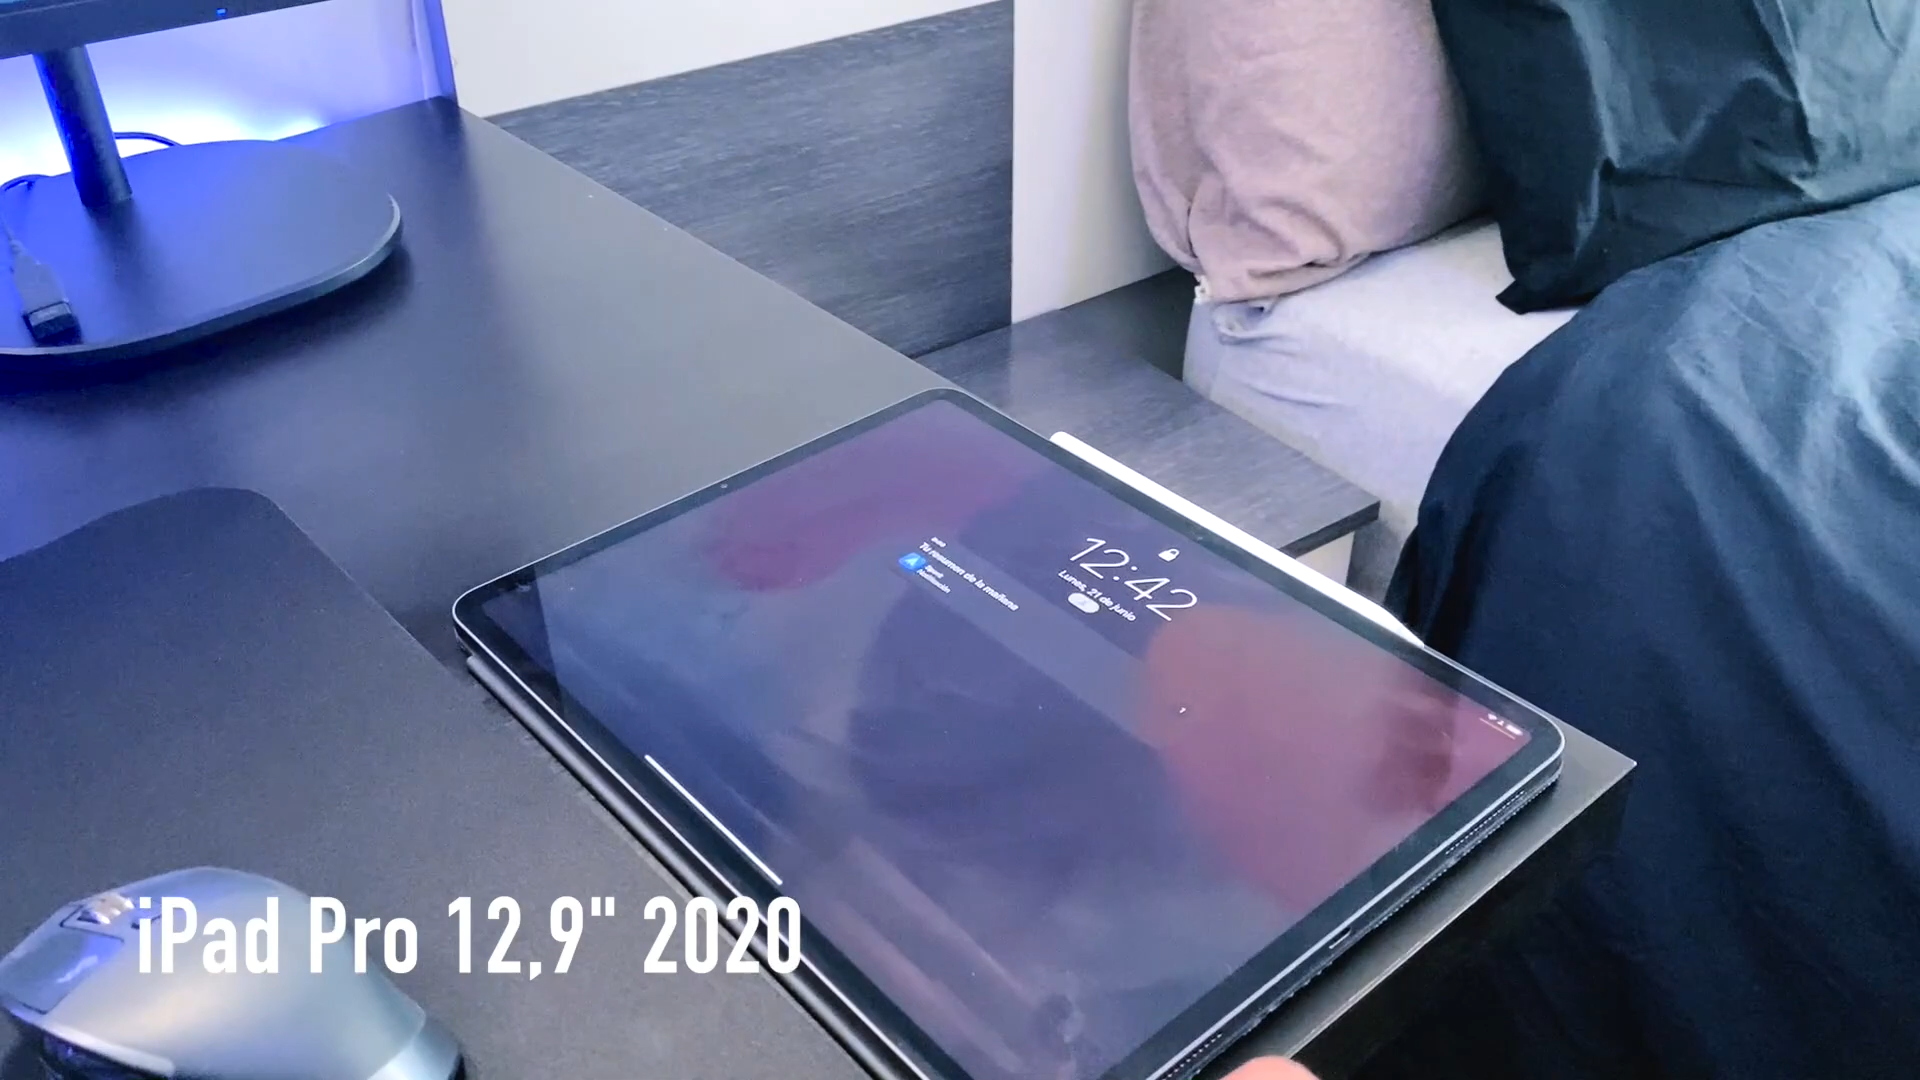 12:42
Lunes, 21 de junio
Tu resumen de la mañana
iPad Pro 12,9" 2020